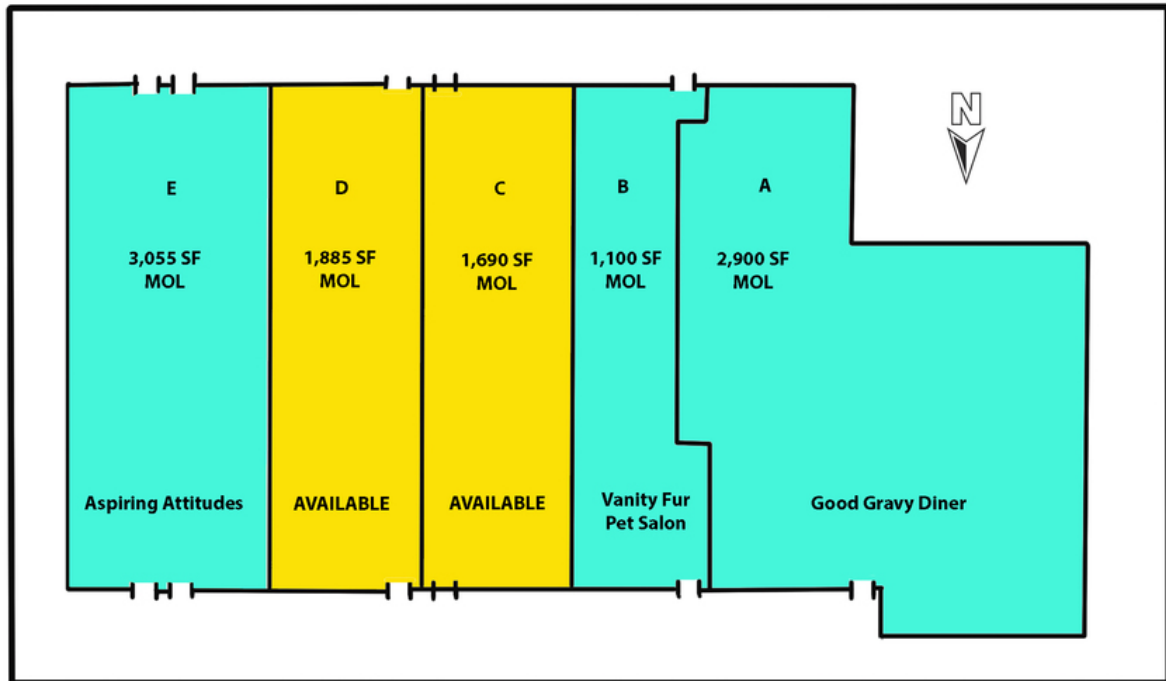 N
E
3,055 SF
MOL
Aspiring Attitudes
D
1,885 SF
MOL
AVAILABLE
C
1,690 SF
MOL
AVAILABLE
B
1,100 SF
MOL
Vanity Fur
Pet Salon
A
2,900 SF
MOL
Good Gravy Diner